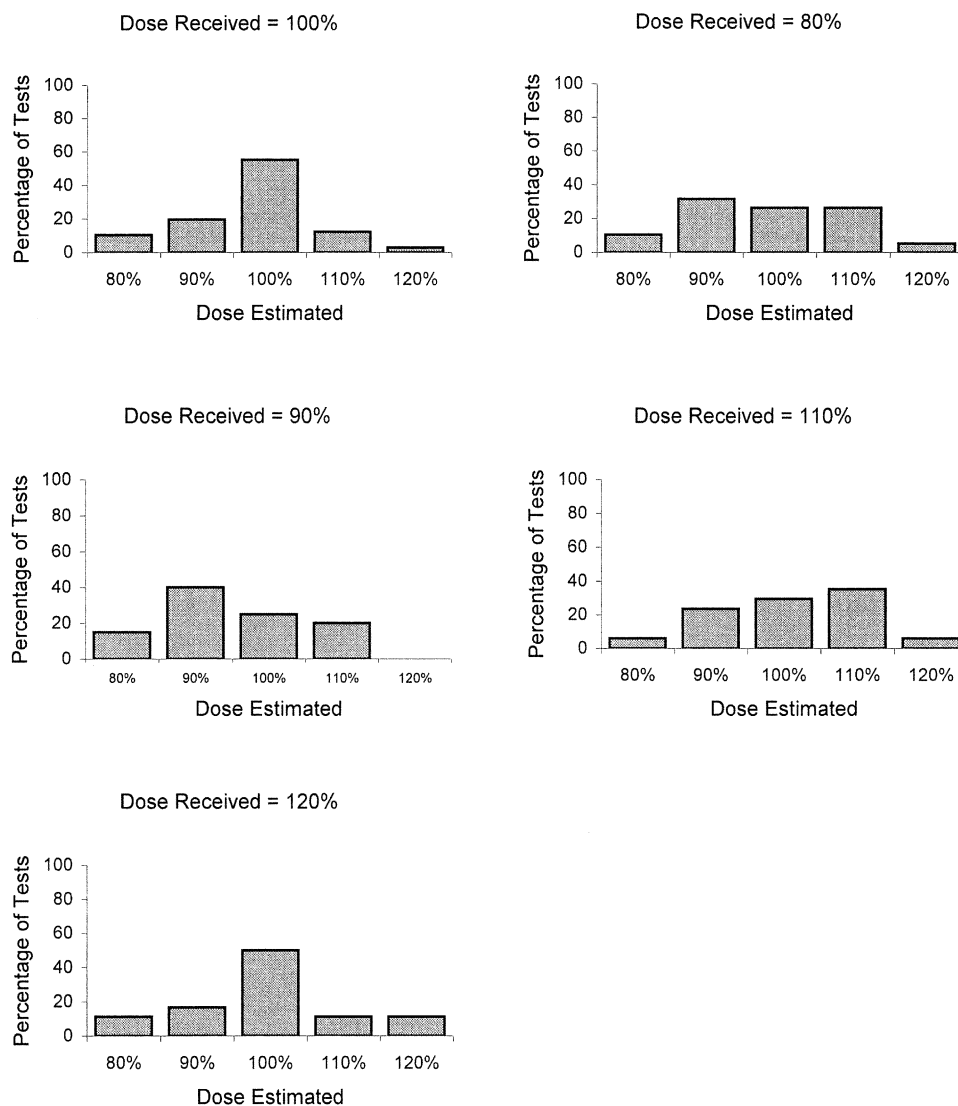 Dose Received = 100%
Percentage of Tests
100
80
60
40
20
0
80% 90% 100% 110% 120%
Dose Estimated
Dose Received = 80%
Percentage of Tests
100
80
60
40
20
0
80% 90% 100% 110% 120%
Dose Estimated
Dose Received = 90%
Percentage of Tests
100
80
60
40
20
0
80% 90% 100% 110% 120%
Dose Estimated
Dose Received = 110%
Percentage of Tests
100
80
60
40
20
0
80% 90% 100% 110% 120%
Dose Estimated
Dose Received = 120%
Percentage of Tests
100
80
60
40
20
0
80% 90% 100% 110% 120%
Dose Estimated